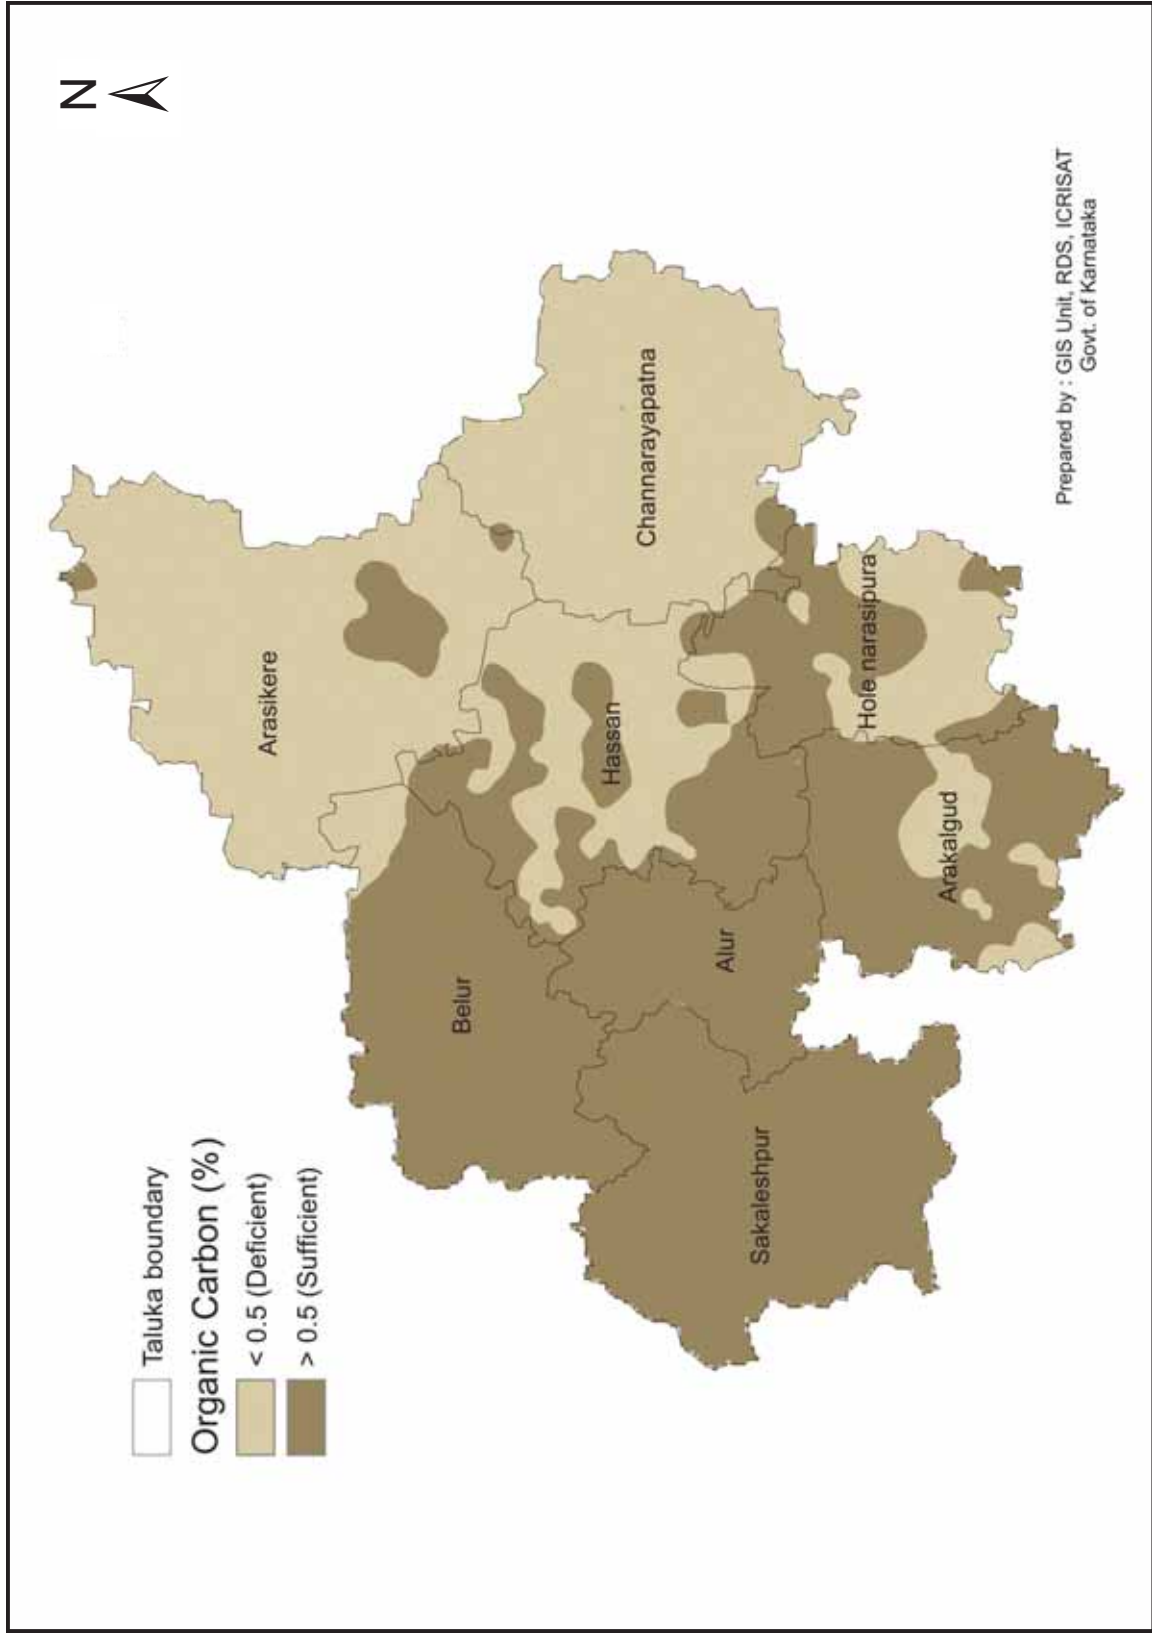 N
Taluka boundary
Organic Carbon (%)
< 0.5 (Deficient)
> 0.5 (Sufficient)
Arasikere
Belur
Hassan
Channarayapatna
Alur
Sakaleshpur
Hole narasipura
Arakalgud
Prepared by : GIS Unit, RDS, ICRISAT
Govt. of Karnataka